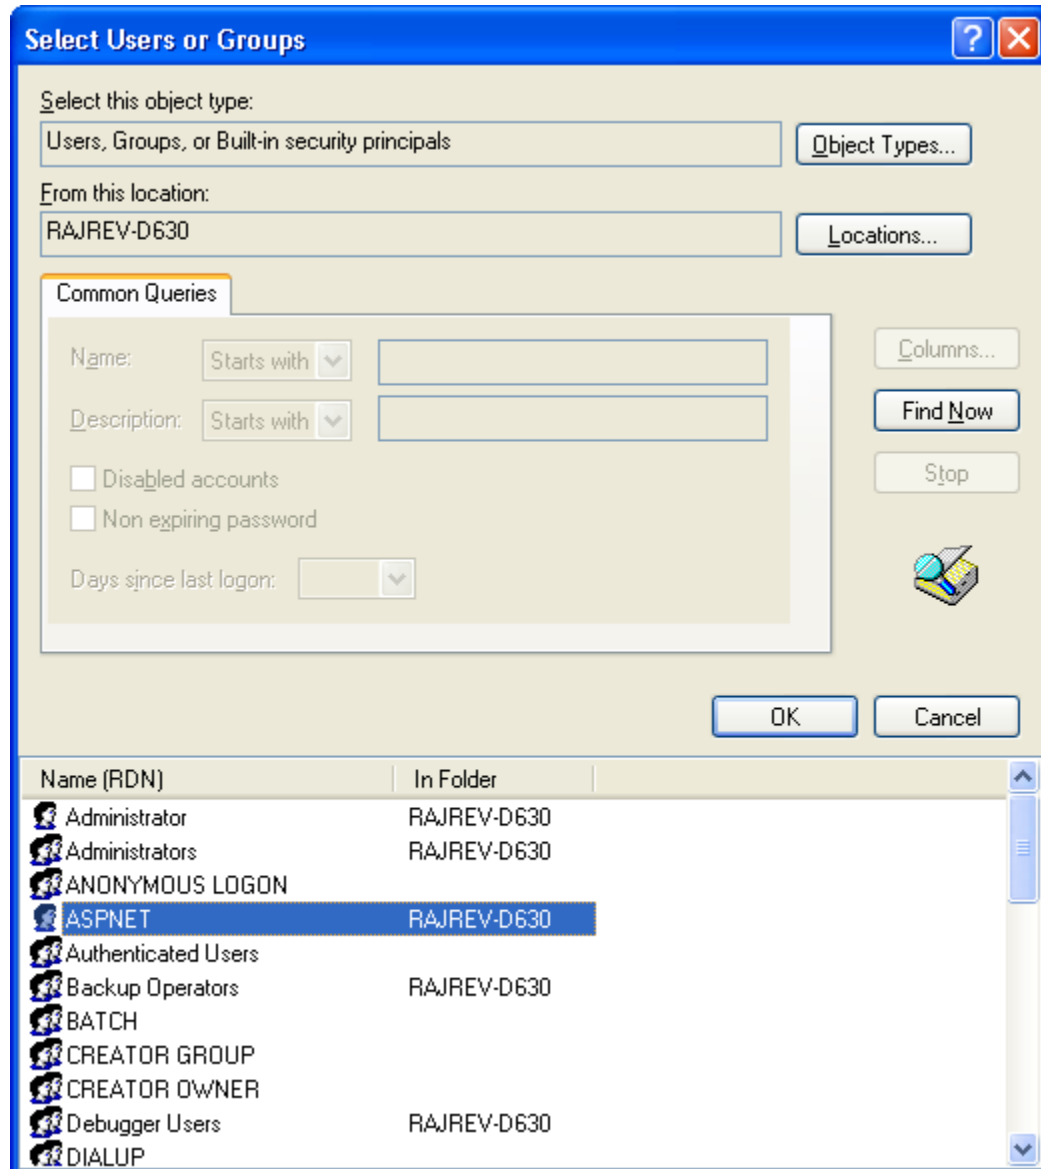 Select Users or Groups
Select this object type:
Users, Groups, or Built-in security principals
Object Types...
From this location:
RAJREV-D630
Locations...
Common Queries
Name:
Starts with
Columns...
Description:
Starts with
Find Now
Disabled accounts
Stop
Non expiring password
Days since last logon:
OK
Cancel
Name (RDN) In Folder
Administrator RAJREV-D630
Administrators RAJREV-D630
ANONYMOUS LOGON
ASPNET RAJREV-D630
Authenticated Users
Backup Operators RAJREV-D630
BATCH
CREATOR GROUP
CREATOR OWNER
Debugger Users RAJREV-D630
DIALUP